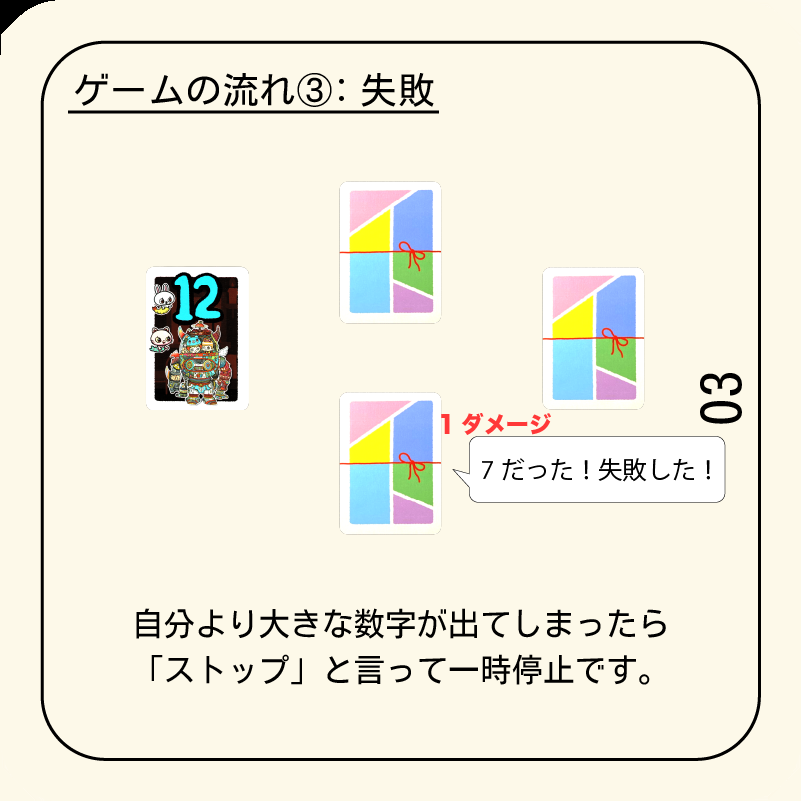 ゲームの流れ③：失敗
12
03
1 ダメージ
7 だった！失敗した！
自分より大きな数字が出てしまったら
「ストップ」と言って一時停止です。